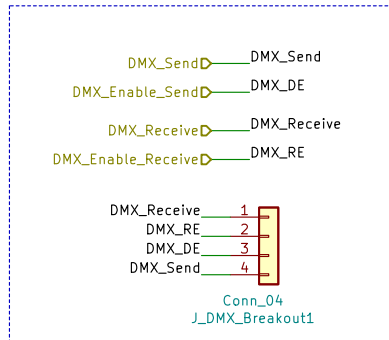 DMX_Send DMX_Send
DMX_Enable_Send DMX_DE
DMX_Receive DMX_Receive
DMX_Enable_Receive DMX_RE
DMX_Receive 1
DMX_RE 2
DMX_DE 3
DMX_Send 4
Conn_04
J_DMX_Breakout1